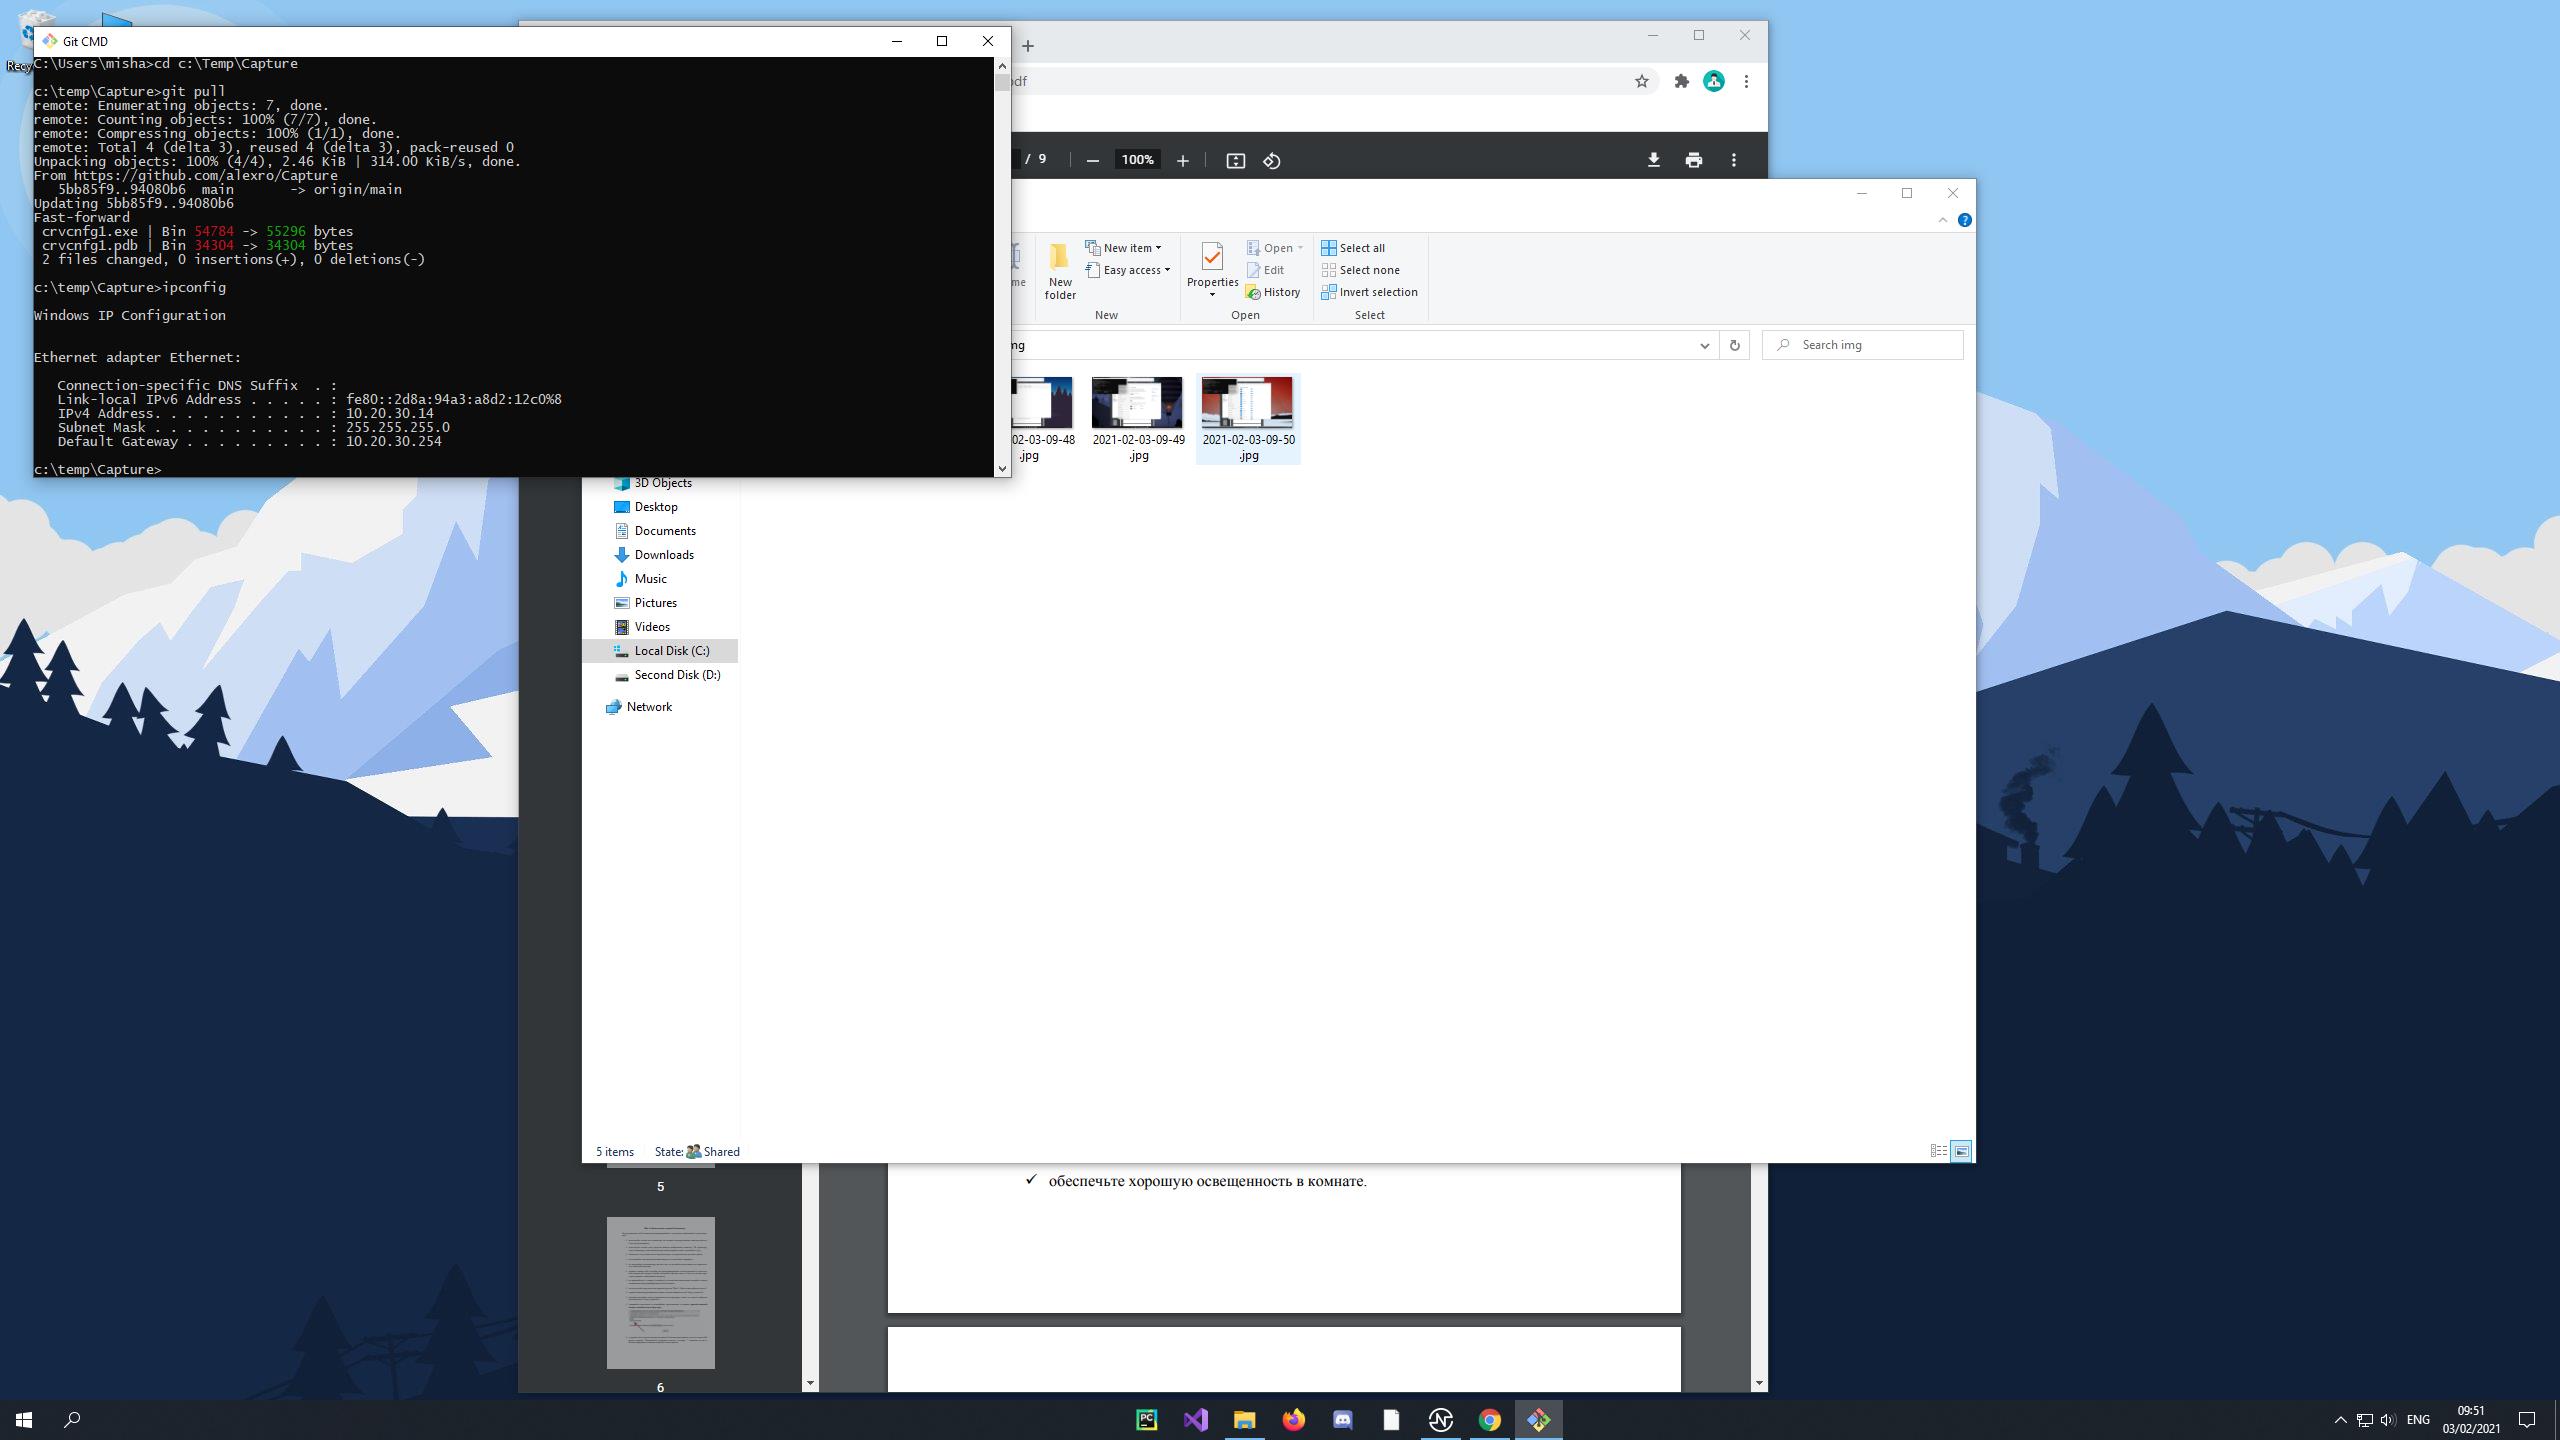 Git CMD
C:\Users\misha>cd c:\Temp\Capture
c:\temp\Capture>git pull
remote: Enumerating objects: 7, done.
remote: Counting objects: 100% (7/7), done.
remote: Compressing objects: 100% (1/1), done.
remote: Total 4 (delta 3), reused 4 (delta 3), pack-reused 0
Unpacking objects: 100% (4/4), 2.46 KiB | 314.00 KiB/s, done.
From https://github.com/alexro/Capture
5bb85f9..94080b6  main       -> origin/main
Updating 5bb85f9..94080b6
Fast-forward
crvcnfg1.exe | Bin 54784 -> 55296 bytes
crvcnfg1.pdb | Bin 34304 -> 34304 bytes
2 files changed, 0 insertions(+), 0 deletions(-)
c:\temp\Capture>ipconfig
Windows IP Configuration
Ethernet adapter Ethernet:
Connection-specific DNS Suffix  . :
Link-local IPv6 Address . . . . . : fe80::2d8a:94a3:a8d2:12c0%8
IPv4 Address. . . . . . . . . . . : 10.20.30.14
Subnet Mask . . . . . . . . . . . : 255.255.255.0
Default Gateway . . . . . . . . . : 10.20.30.254
c:\temp\Capture>
/ 9
100%
New folder
New item
Easy access
New
Properties
Open
Edit
History
Open
Select all
Select none
Invert selection
Select
Search img
02-03-09-48
.jpg
2021-02-03-09-49
.jpg
2021-02-03-09-50
.jpg
3D Objects
Desktop
Documents
Downloads
Music
Pictures
Videos
Local Disk (C:)
Second Disk (D:)
Network
5 items State: Shared
5
обеспечьте хорошую освещенность в комнате.
6
ENG
09:51
03/02/2021